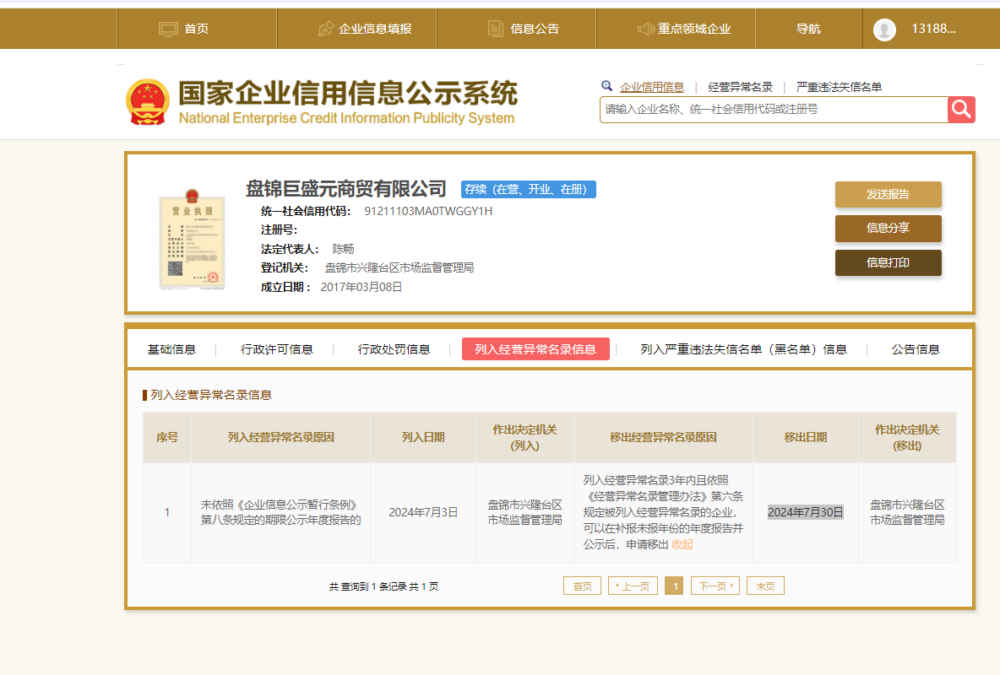 首页 企业信息填报 信息公告 重点领域企业 导航 13188...
国家企业信用信息公示系统
National Enterprise Credit Information Publicity System
企业信用信息 | 经营异常名录 | 严重违法失信名单
请输入企业名称、统一社会信用代码或注册号
营业执照
盘锦巨盛元商贸有限公司 存续（在营、开业、在册）
统一社会信用代码： 91211103MA0TWGGY1H
注册号：
法定代表人： 陈畅
登记机关： 盘锦市兴隆台区市场监督管理局
成立日期： 2017年03月08日
发送报告
信息分享
信息打印
基础信息 | 行政许可信息 | 行政处罚信息 | 列入经营异常名录信息 | 列入严重违法失信名单（黑名单）信息 | 公告信息
列入经营异常名录信息
序号 列入经营异常名录原因 列入日期 作出决定机关(列入) 移出经营异常名录原因 移出日期 作出决定机关(移出)
1
未依照《企业信息公示暂行条例》
第八条规定的期限公示年度报告的
2024年7月3日
盘锦市兴隆台区
市场监督管理局
列入经营异常名录3年内且依照
《经营异常名录管理办法》第六条
规定被列入经营异常名录的企业，
可以在补报未报年份的年度报告并
公示后，申请移出 收起
2024年7月30日
盘锦市兴隆台区
市场监督管理局
共 查询到 1 条记录 共 1 页 首页 上一页 1 下一页 末页